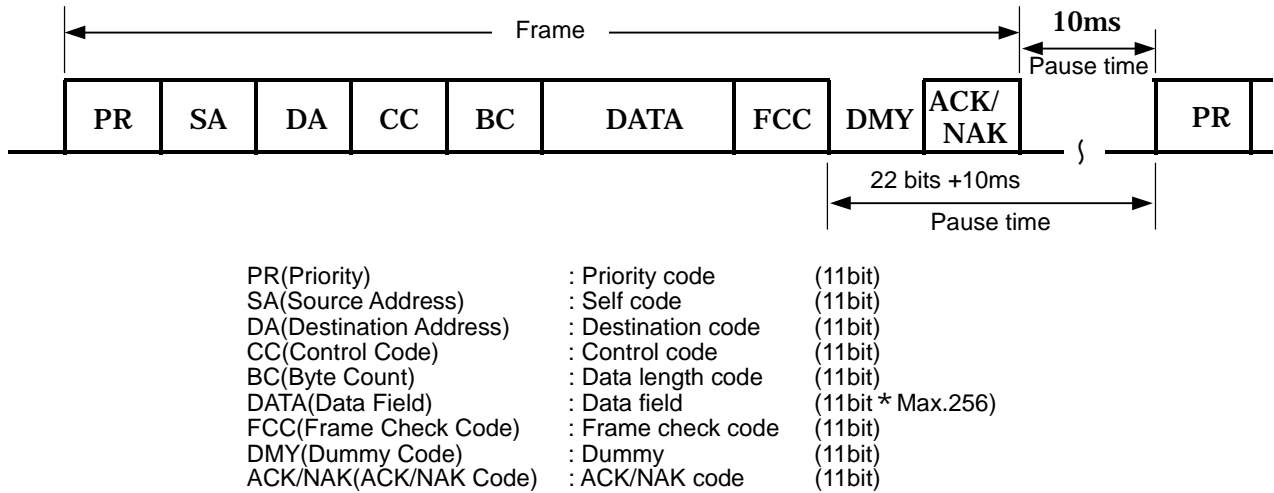 Frame
10ms
Pause time
PR SA DA CC BC DATA FCC DMY ACK/ NAK PR
22 bits +10ms
Pause time
PR(Priority) : Priority code (11bit)
SA(Source Address) : Self code (11bit)
DA(Destination Address) : Destination code (11bit)
CC(Control Code) : Control code (11bit)
BC(Byte Count) : Data length code (11bit)
DATA(Data Field) : Data field (11bit * Max.256)
FCC(Frame Check Code) : Frame check code (11bit)
DMY(Dummy Code) : Dummy (11bit)
ACK/NAK(ACK/NAK Code) : ACK/NAK code (11bit)